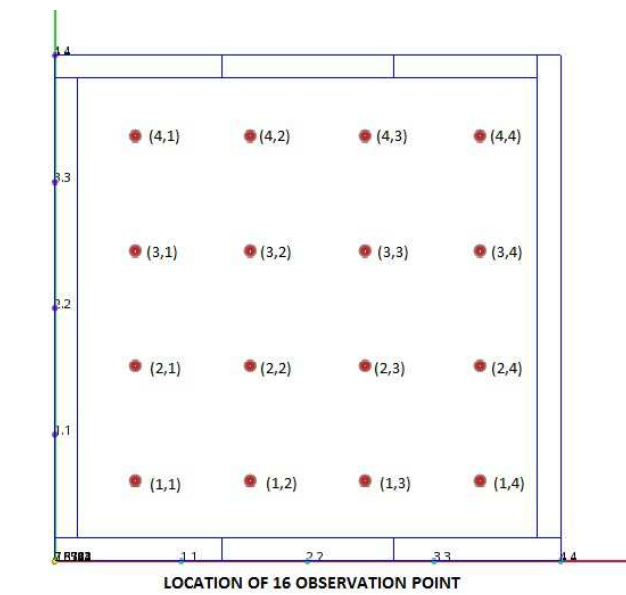 4.4
(4,1) (4,2) (4,3) (4,4)
3.3
(3,1) (3,2) (3,3) (3,4)
2.2
(2,1) (2,2) (2,3) (2,4)
1.1
(1,1) (1,2) (1,3) (1,4)
1.1 2.2 3.3 4.4
LOCATION OF 16 OBSERVATION POINT